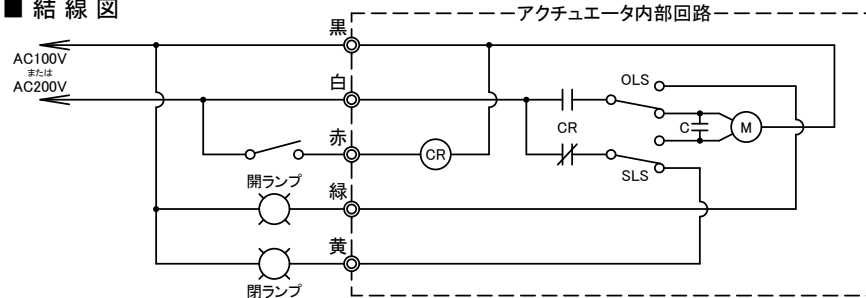 ■ 結線図
アクチュエータ内部回路
黒
AC100V
または
AC200V
白
OLS
赤
CR
CR
C
M
SLS
開ランプ
緑
黄
閉ランプ